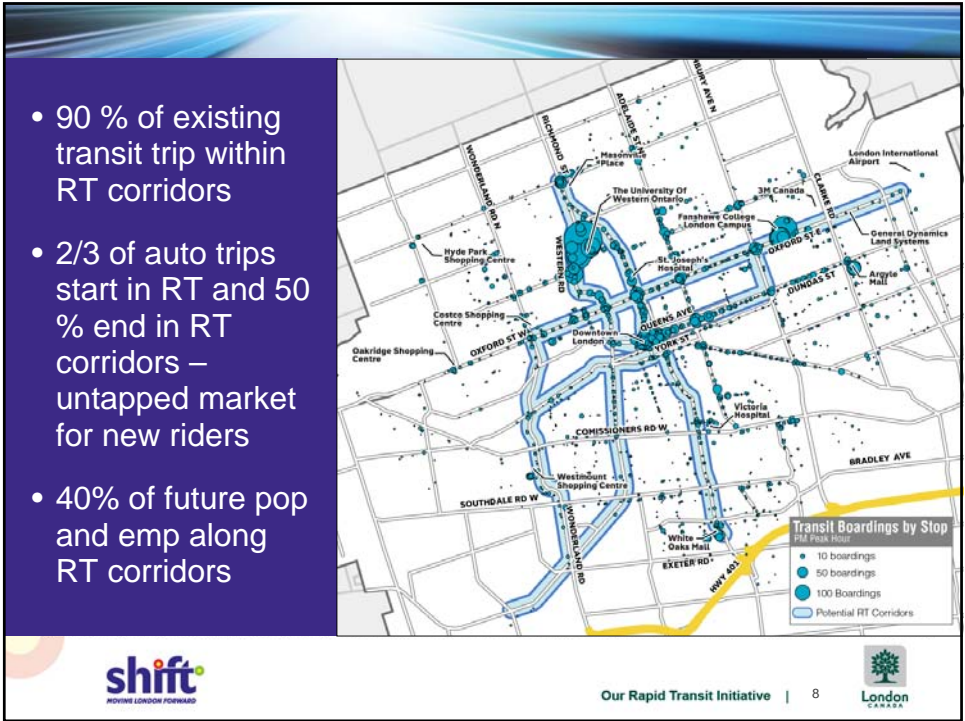 • 90 % of existing
transit trip within
RT corridors
• 2/3 of auto trips
start in RT and 50
% end in RT
corridors –
untapped market
for new riders
• 40% of future pop
and emp along
RT corridors
WONDERLAND RD N
RICHMOND ST
ADELAIDE ST N
HBURY AVE N
Masonville
Place
The University Of
Western Ontario
London International
Airport
3M Canada
CLARKE RD
Fanshawe College
London Campus
General Dynamics
Land Systems
Hyde Park
Shopping Centre
WESTERN RD
St. Joseph's
Hospital
OXFORD ST E
Argyle
Mall
DUNDAS ST
Costco Shopping
Centre
QUEENS AVE
Downtown
London
YORK ST
OXFORD ST W
Oakridge Shopping
Centre
Victoria
Hospital
COMISSIONERS RD W
BRADLEY AVE
Westmount
Shopping Centre
SOUTHDALE RD W
WONDERLAND RD
White
Oaks Mall
EXETER RD
HWY 401
Transit Boardings by Stop
PM Peak Hour
10 boardings
50 boardings
100 Boardings
Potential RT Corridors
shift
MOVING LONDON FORWARD
Our Rapid Transit Initiative | 8
London
CANADA